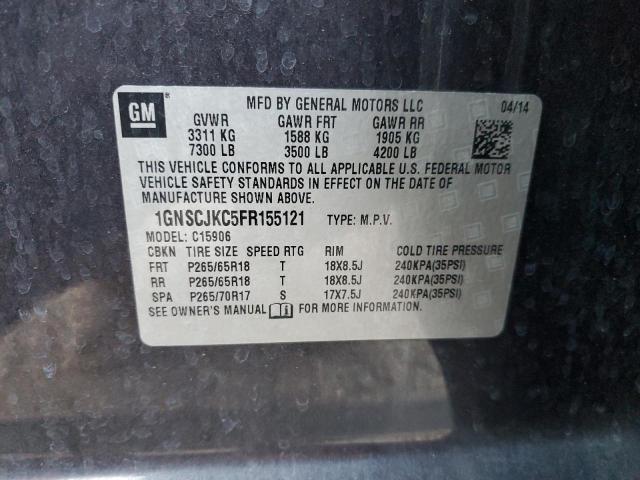 GM
MFD BY GENERAL MOTORS LLC 04/14
GVWR GAWR FRT GAWR RR
3311 KG 1588 KG 1905 KG
7300 LB 3500 LB 4200 LB
THIS VEHICLE CONFORMS TO ALL APPLICABLE U.S. FEDERAL MOTOR
VEHICLE SAFETY STANDARDS IN EFFECT ON THE DATE OF
MANUFACTURE SHOWN ABOVE.
1GNSCJKC5FR155121 TYPE: M.P.V.
MODEL: C15906
CBKN TIRE SIZE SPEED RTG RIM COLD TIRE PRESSURE
FRT P265/65R18 T 18X8.5J 240KPA(35PSI)
RR P265/65R18 T 18X8.5J 240KPA(35PSI)
SPA P265/70R17 S 17X7.5J 240KPA(35PSI)
SEE OWNER'S MANUAL FOR MORE INFORMATION.